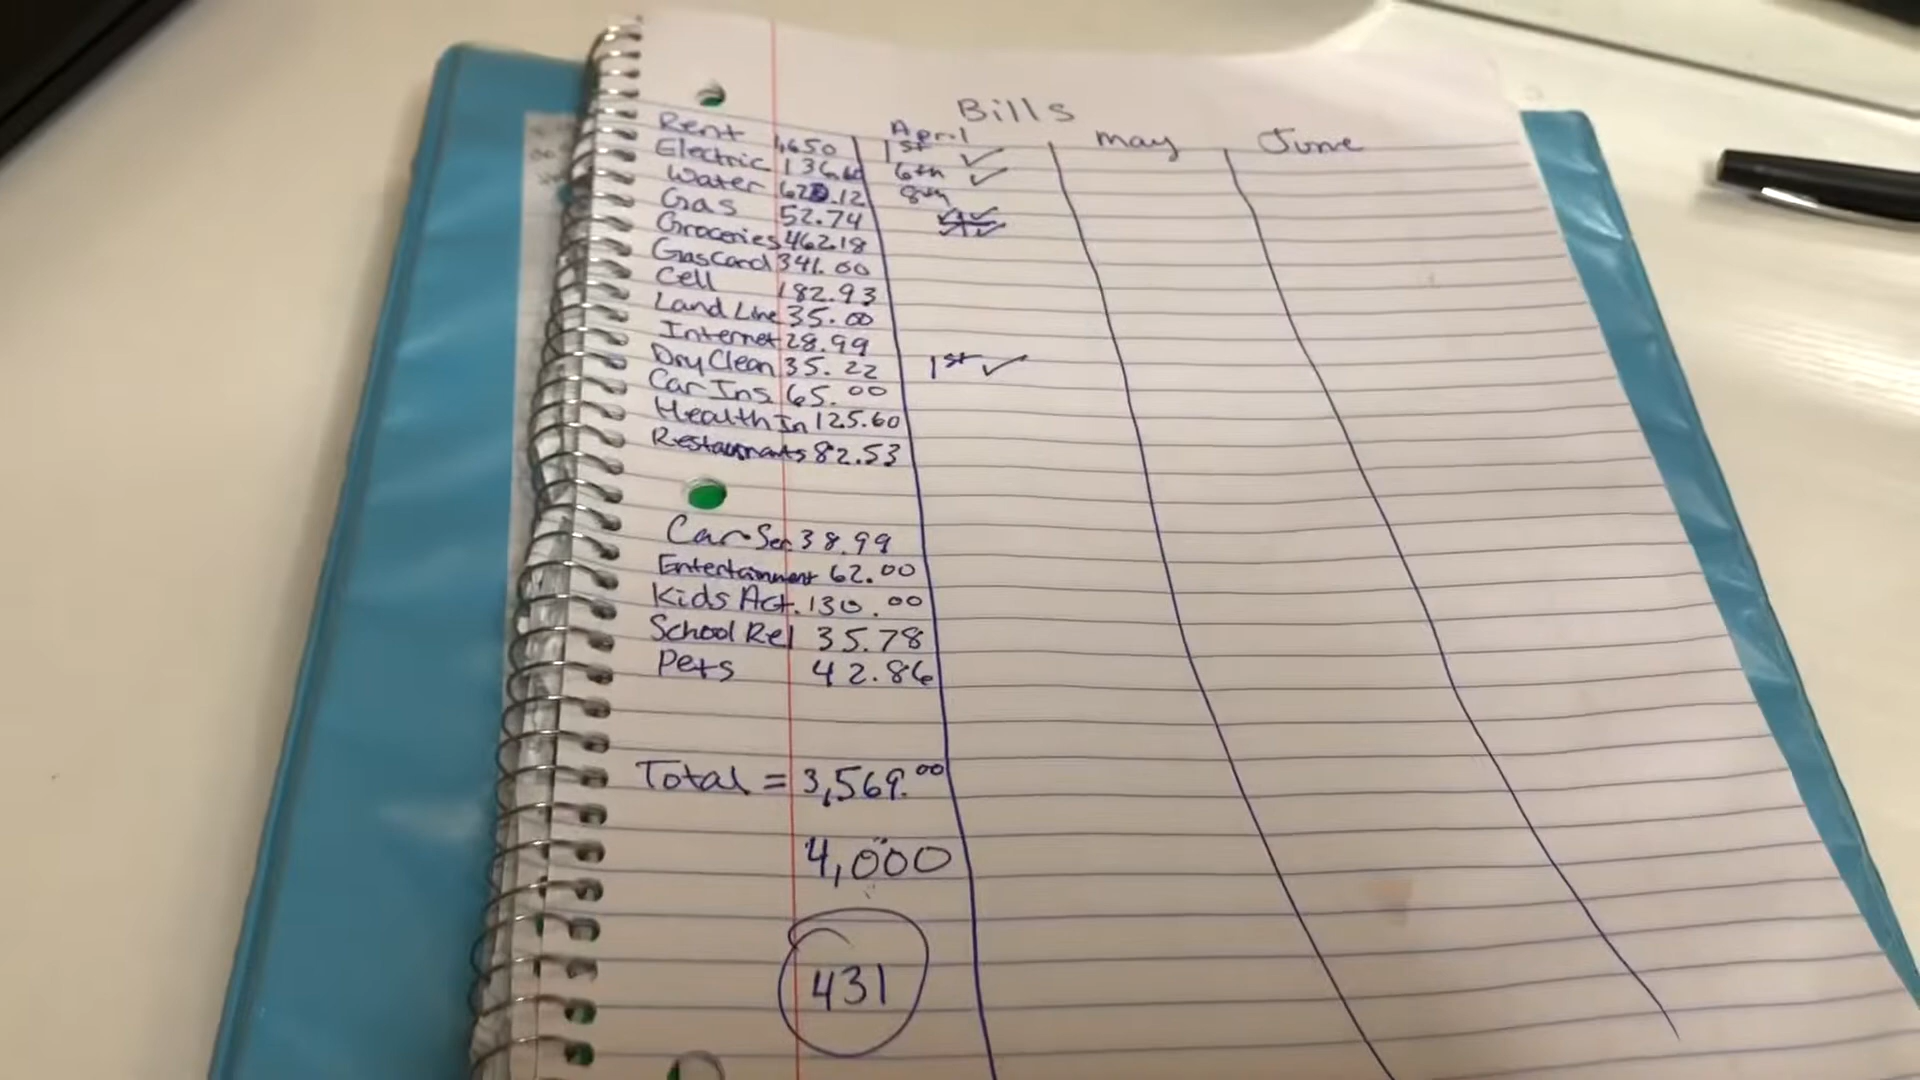 Bills
April May June
Rent 1,650 1st ✓
Electric 136.60 6th ✓
Water 62.12 8th
Gas 52.74
Groceries 462.18
Gas Card 341.00
Cell 182.93
Land Line 35.00
Internet 28.99
Dry Clean 35.22 1st ✓
Car Ins. 65.00
Health In 125.60
Restaurants 82.53
Car Ser. 38.99
Entertainment 62.00
Kids Act. 130.00
School Rel 35.78
Pets 42.86
Total = 3,569.00
4,000
431